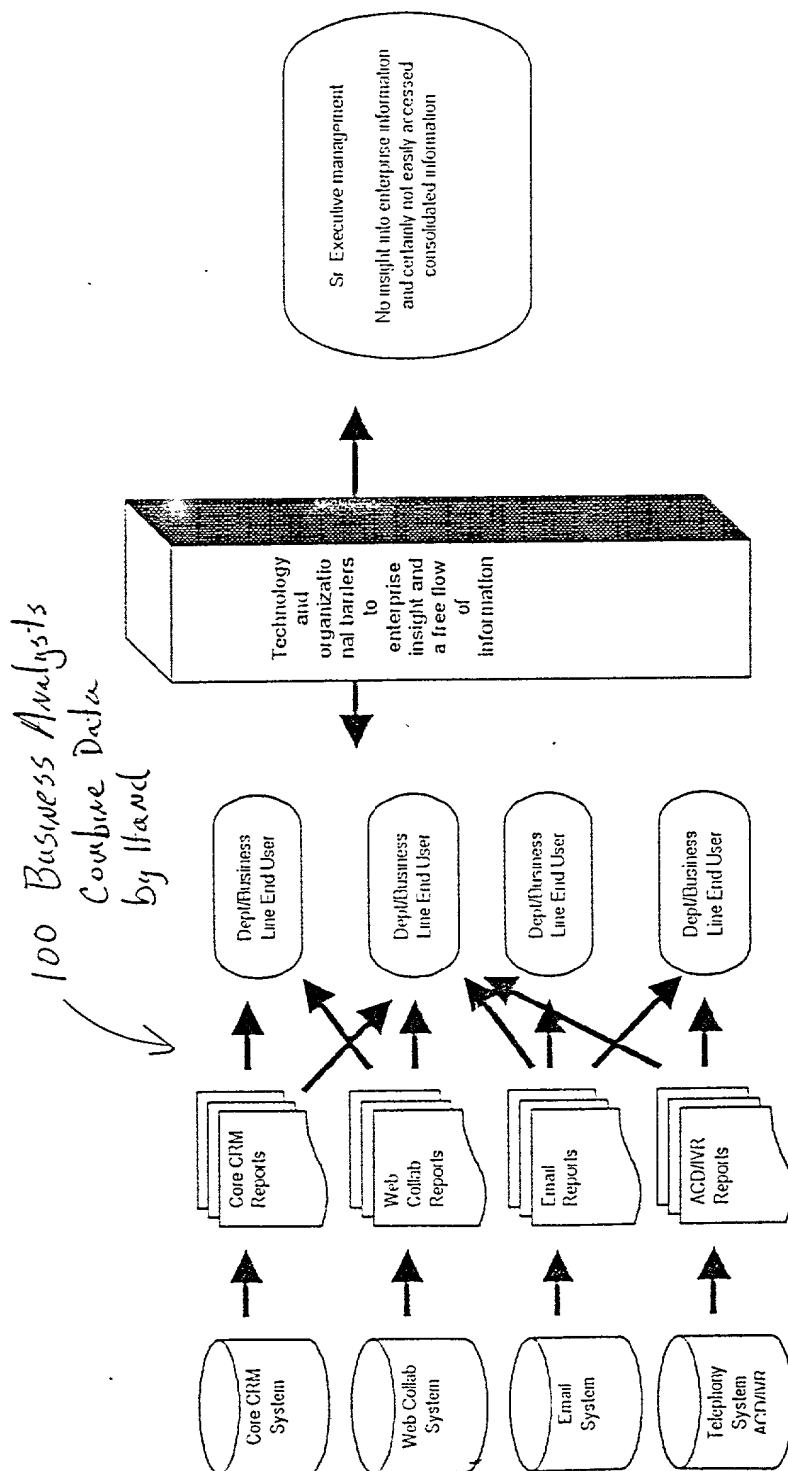 100 Business Analysts
Combine Data
by Hand
Core CRM
System
Web Collab
System
Email
System
Telephony
System
ACD/IVR
Core CRM
Reports
Web
Collab
Reports
Email
Reports
ACD/IVR
Reports
Dept/Business
Line End User
Dept/Business
Line End User
Dept/Business
Line End User
Dept/Business
Line End User
Technology
and
organizatio
nal barriers
to
enterprise
insight and
a free flow
of
information
Sr Executive management
No insight into enterprise information
and certainly not easily accessed
consolidated information